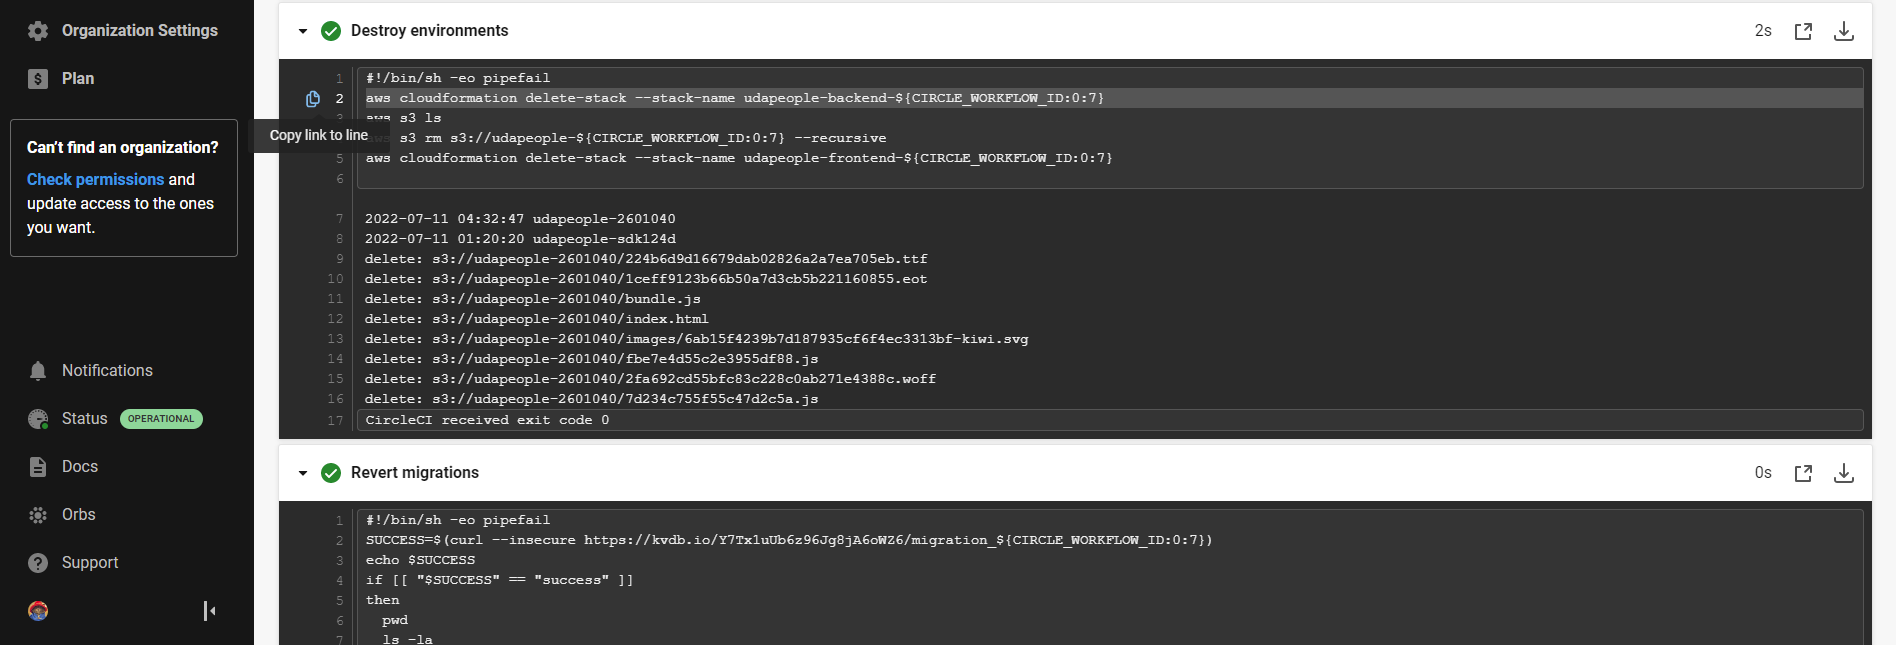 Organization Settings
Plan
Can't find an organization?
Check permissions and
update access to the ones
you want.
Notifications
Status OPERATIONAL
Docs
Orbs
Support
Destroy environments 2s
1 #!/bin/sh -eo pipefail
2 aws cloudformation delete-stack --stack-name udapeople-backend-${CIRCLE_WORKFLOW_ID:0:7}
aws s3 ls
Copy link to line
s3 rm s3://udapeople-${CIRCLE_WORKFLOW_ID:0:7} --recursive
5 aws cloudformation delete-stack --stack-name udapeople-frontend-${CIRCLE_WORKFLOW_ID:0:7}
6
7 2022-07-11 04:32:47 udapeople-2601040
8 2022-07-11 01:20:20 udapeople-sdk124d
9 delete: s3://udapeople-2601040/224b6d9d16679dab02826a2a7ea705eb.ttf
10 delete: s3://udapeople-2601040/1ceff9123b66b50a7d3cb5b221160855.eot
11 delete: s3://udapeople-2601040/bundle.js
12 delete: s3://udapeople-2601040/index.html
13 delete: s3://udapeople-2601040/images/6ab15f4239b7d187935cf6f4ec3313bf-kiwi.svg
14 delete: s3://udapeople-2601040/fbe7e4d55c2e3955df88.js
15 delete: s3://udapeople-2601040/2fa692cd55bfc83c228c0ab271e4388c.woff
16 delete: s3://udapeople-2601040/7d234c755f55c47d2c5a.js
17 CircleCI received exit code 0
Revert migrations 0s
1 #!/bin/sh -eo pipefail
2 SUCCESS=$(curl --insecure https://kvdb.io/Y7Tx1uUb6z96Jg8jA6oWZ6/migration_${CIRCLE_WORKFLOW_ID:0:7})
3 echo $SUCCESS
4 if [[ "$SUCCESS" == "success" ]]
5 then
6 pwd
7 ls -la